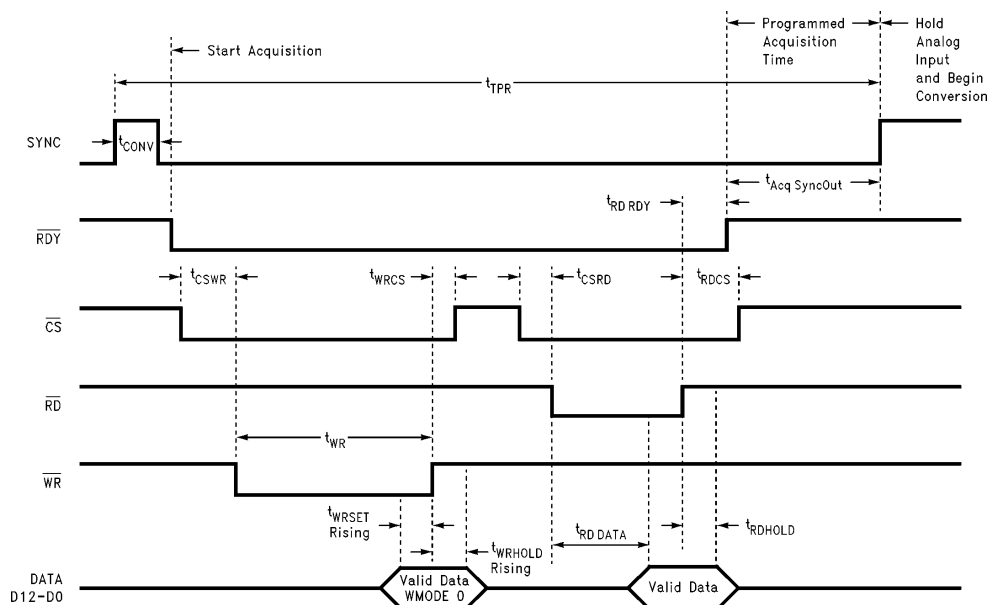 Start Acquisition
Programmed
Acquisition
Time
Hold
Analog
Input
and Begin
Conversion
tTPR
SYNC
tCONV
tAcq SyncOut
tRD RDY
RDY
tCSWR
tWRCS
tCSRD
tRDCS
CS
RD
tWR
WR
tWRSET
Rising
tWRHOLD
Rising
tRD DATA
tRDHOLD
DATA
D12-D0
Valid Data
WMODE 0
Valid Data